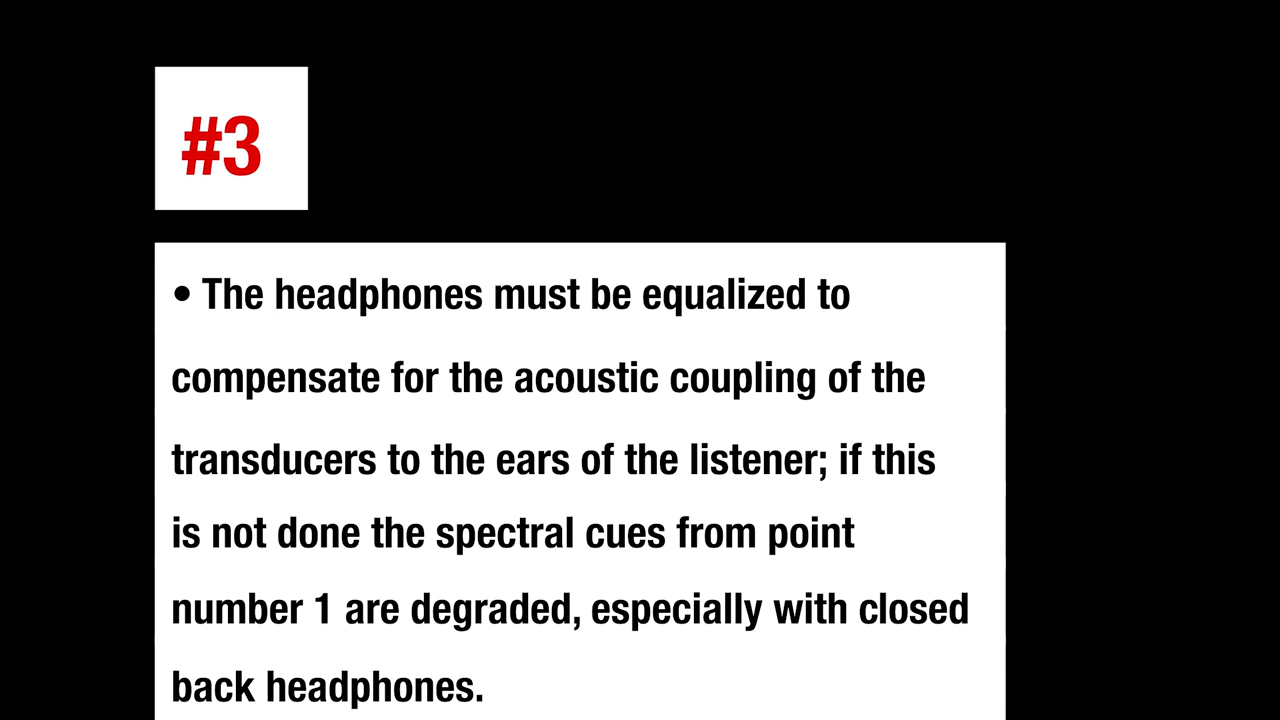 #3
• The headphones must be equalized to
compensate for the acoustic coupling of the
transducers to the ears of the listener; if this
is not done the spectral cues from point
number 1 are degraded, especially with closed
back headphones.